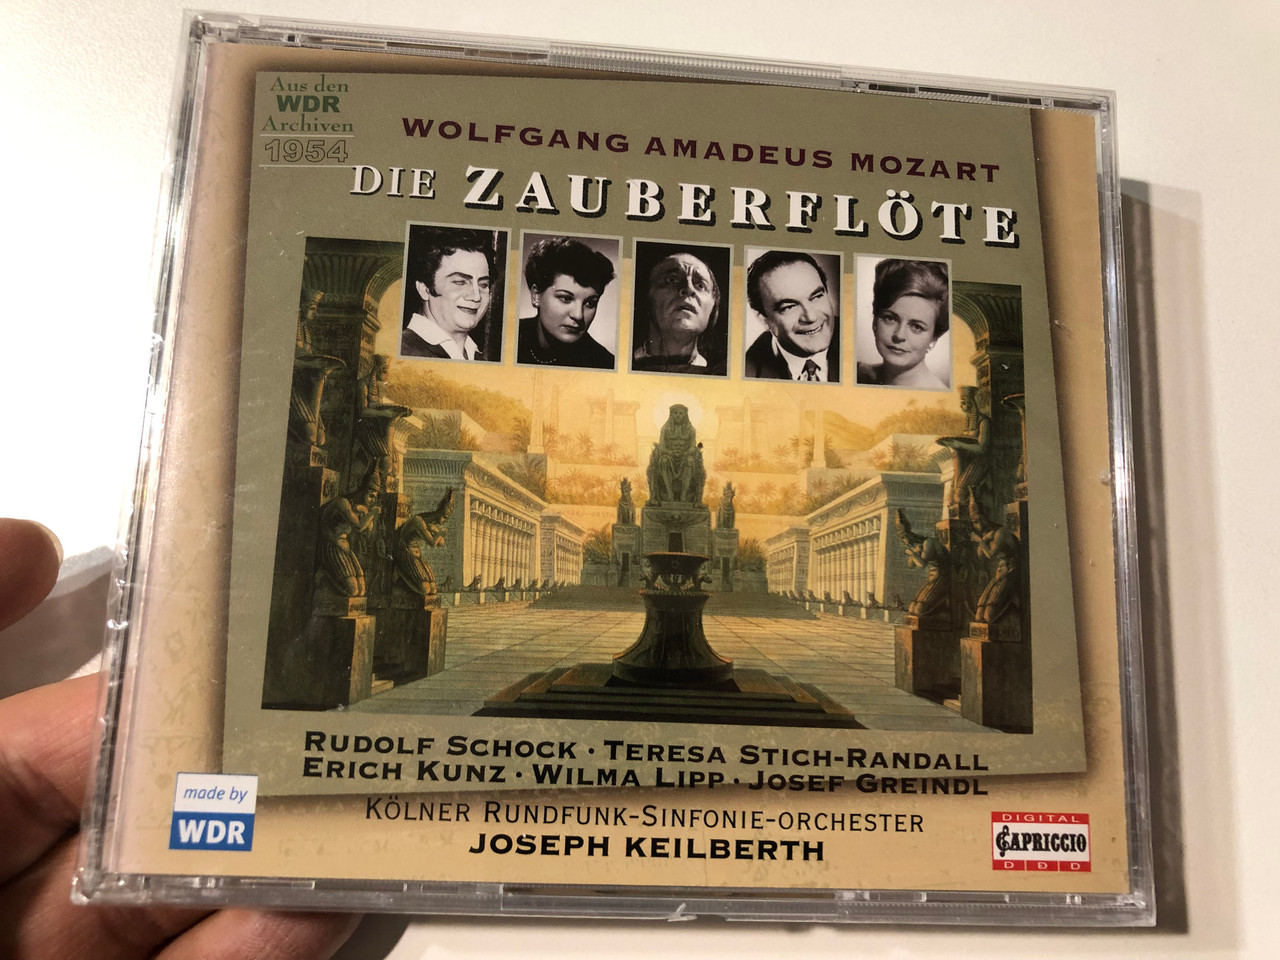 Aus den
WDR
Archiven
1954
WOLFGANG AMADEUS MOZART
DIE ZAUBERFLÖTE
RUDOLF SCHOCK · TERESA STICH-RANDALL
ERICH KUNZ · WILMA LIPP · JOSEF GREINDL
KÖLNER RUNDFUNK-SINFONIE-ORCHESTER
JOSEPH KEILBERTH
made by
WDR
DIGITAL
CAPRICCIO
D D D